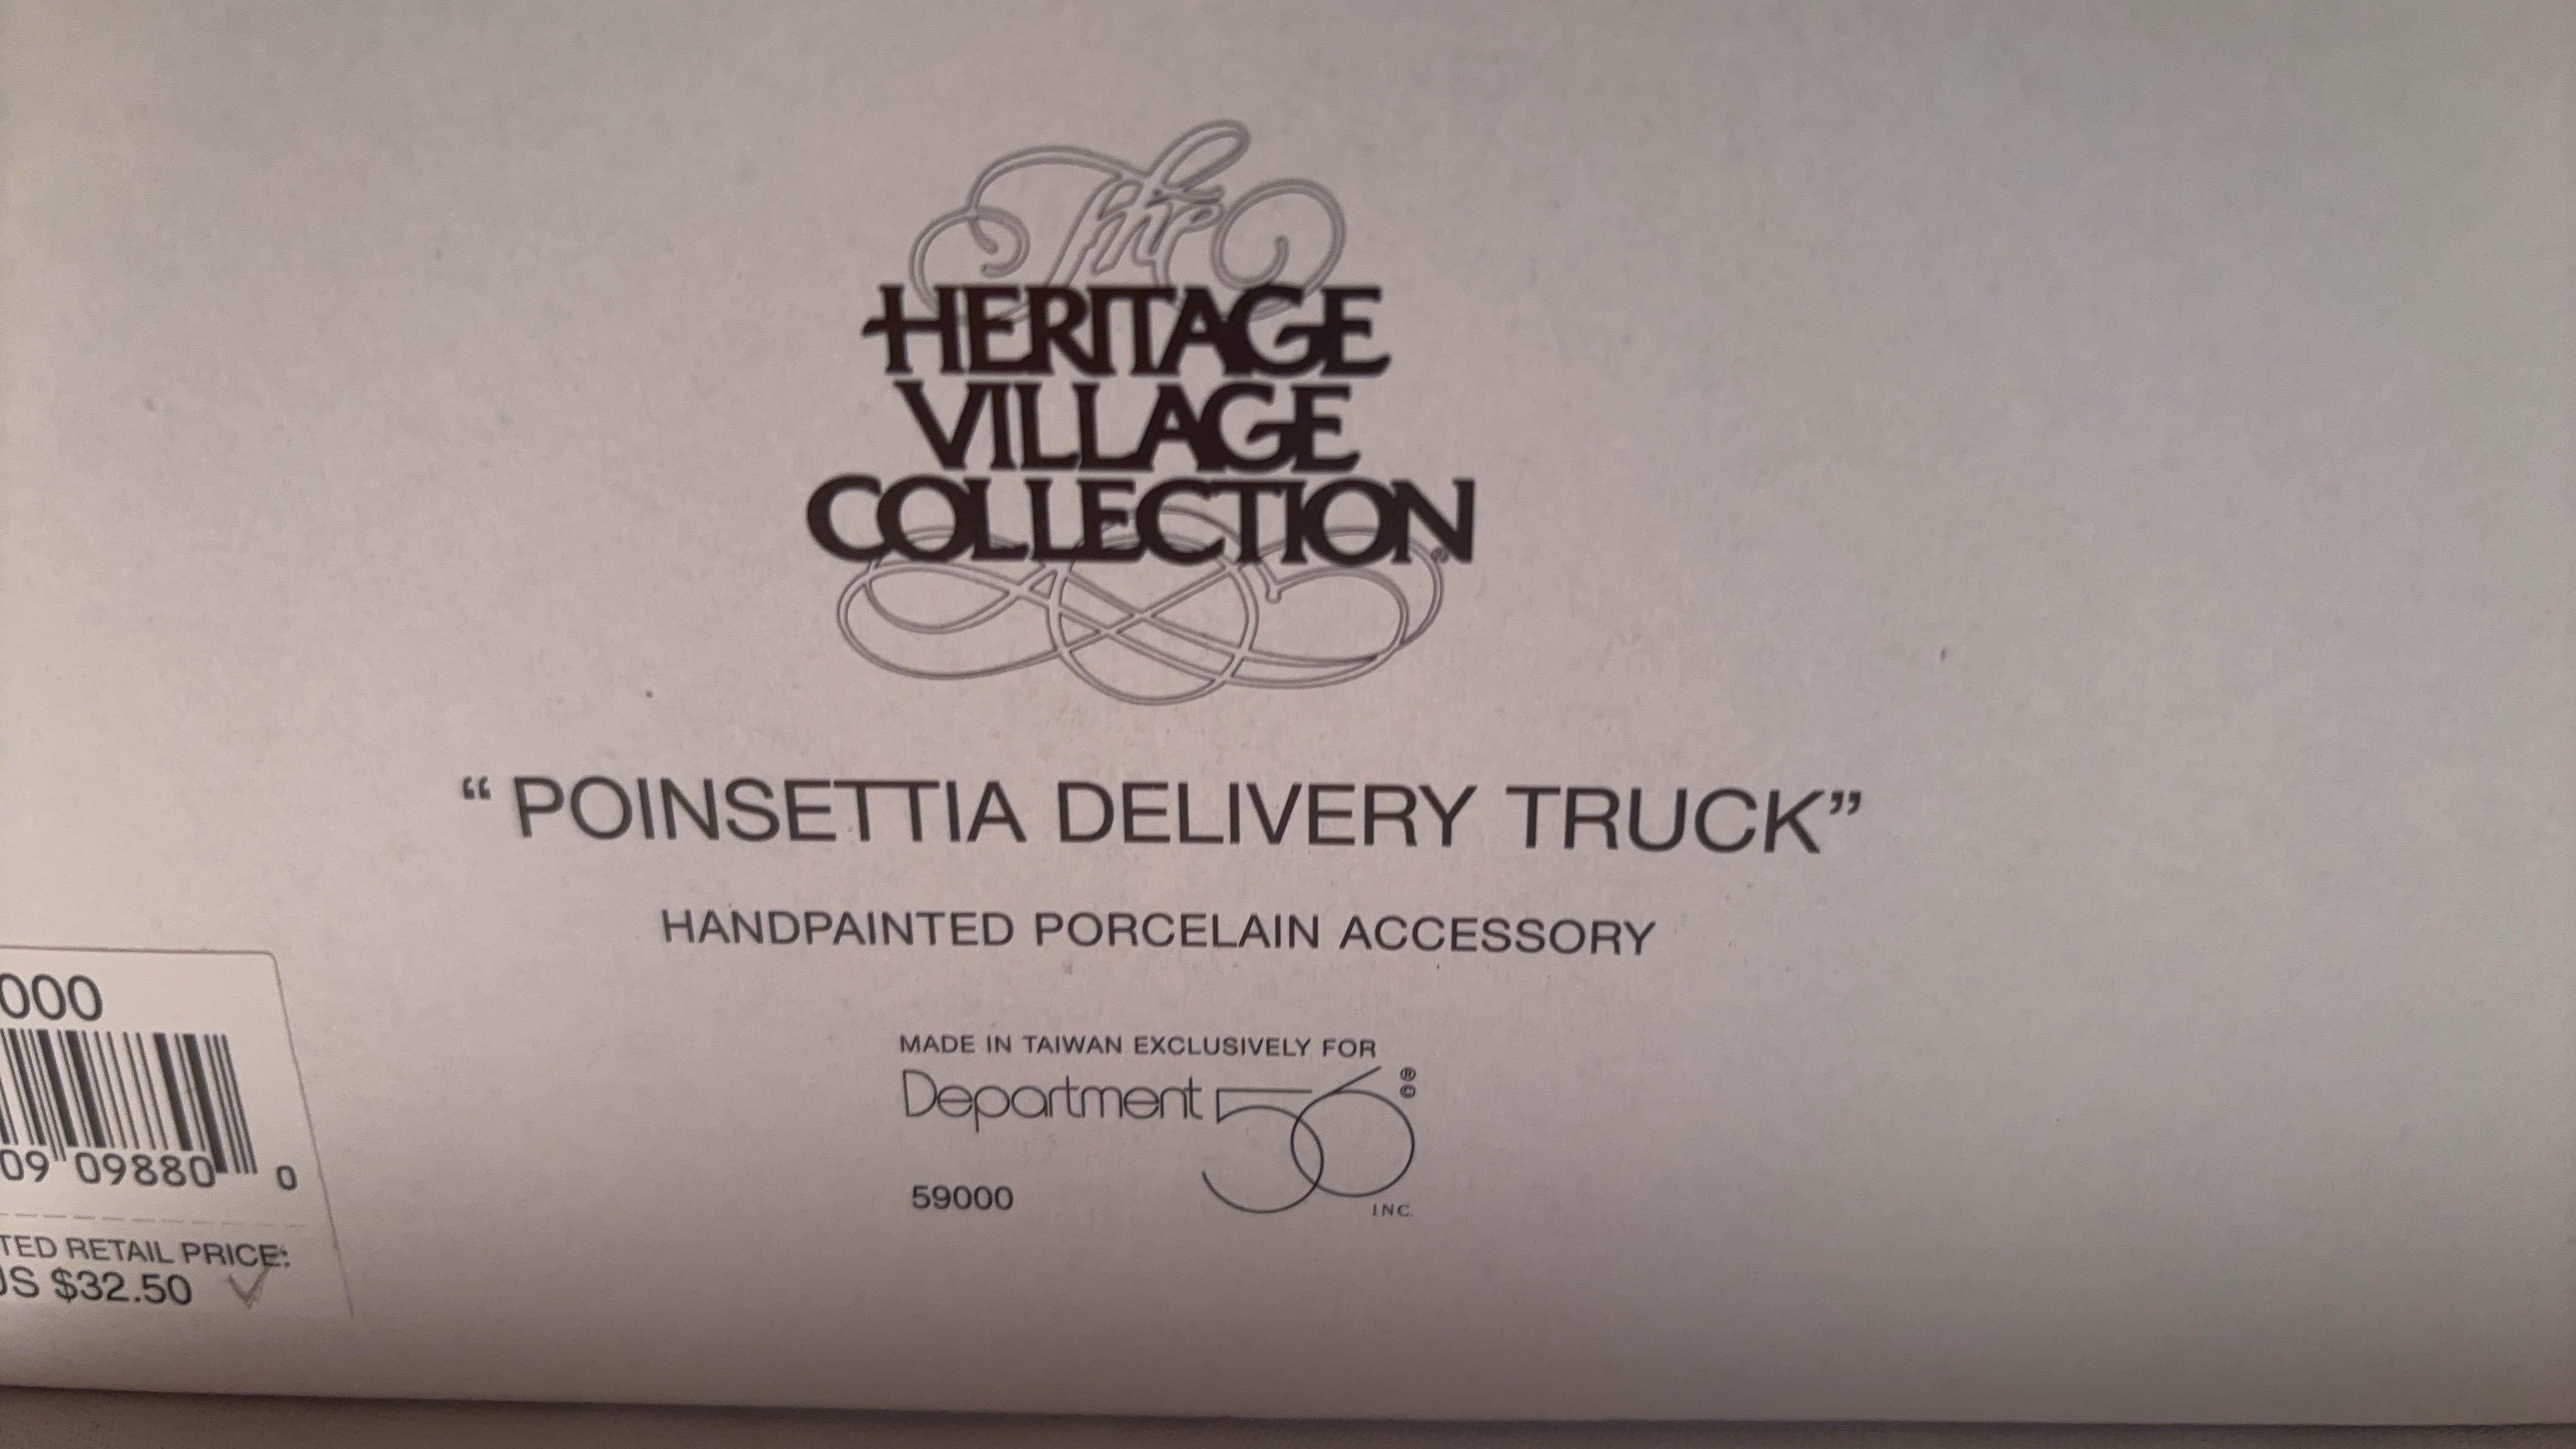 The
HERITAGE
VILLAGE
COLLECTION®
“POINSETTIA DELIVERY TRUCK”
HANDPAINTED PORCELAIN ACCESSORY
MADE IN TAIWAN EXCLUSIVELY FOR
Department 56 ®©
59000
INC.
000
09 09880 0
TED RETAIL PRICE:
US $32.50